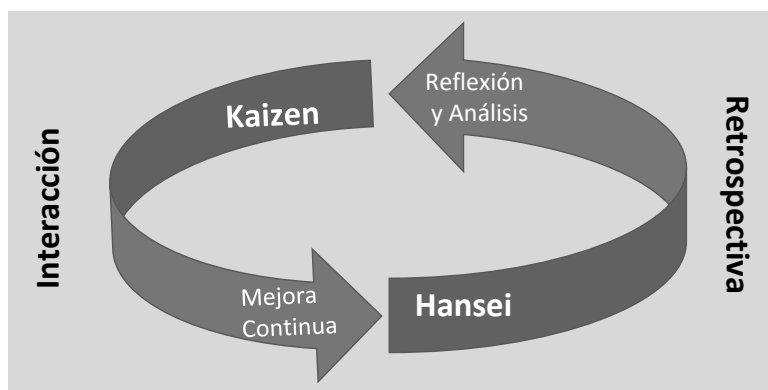 Interacción
Kaizen
Reflexión
y Análisis
Retrospectiva
Mejora
Continua
Hansei